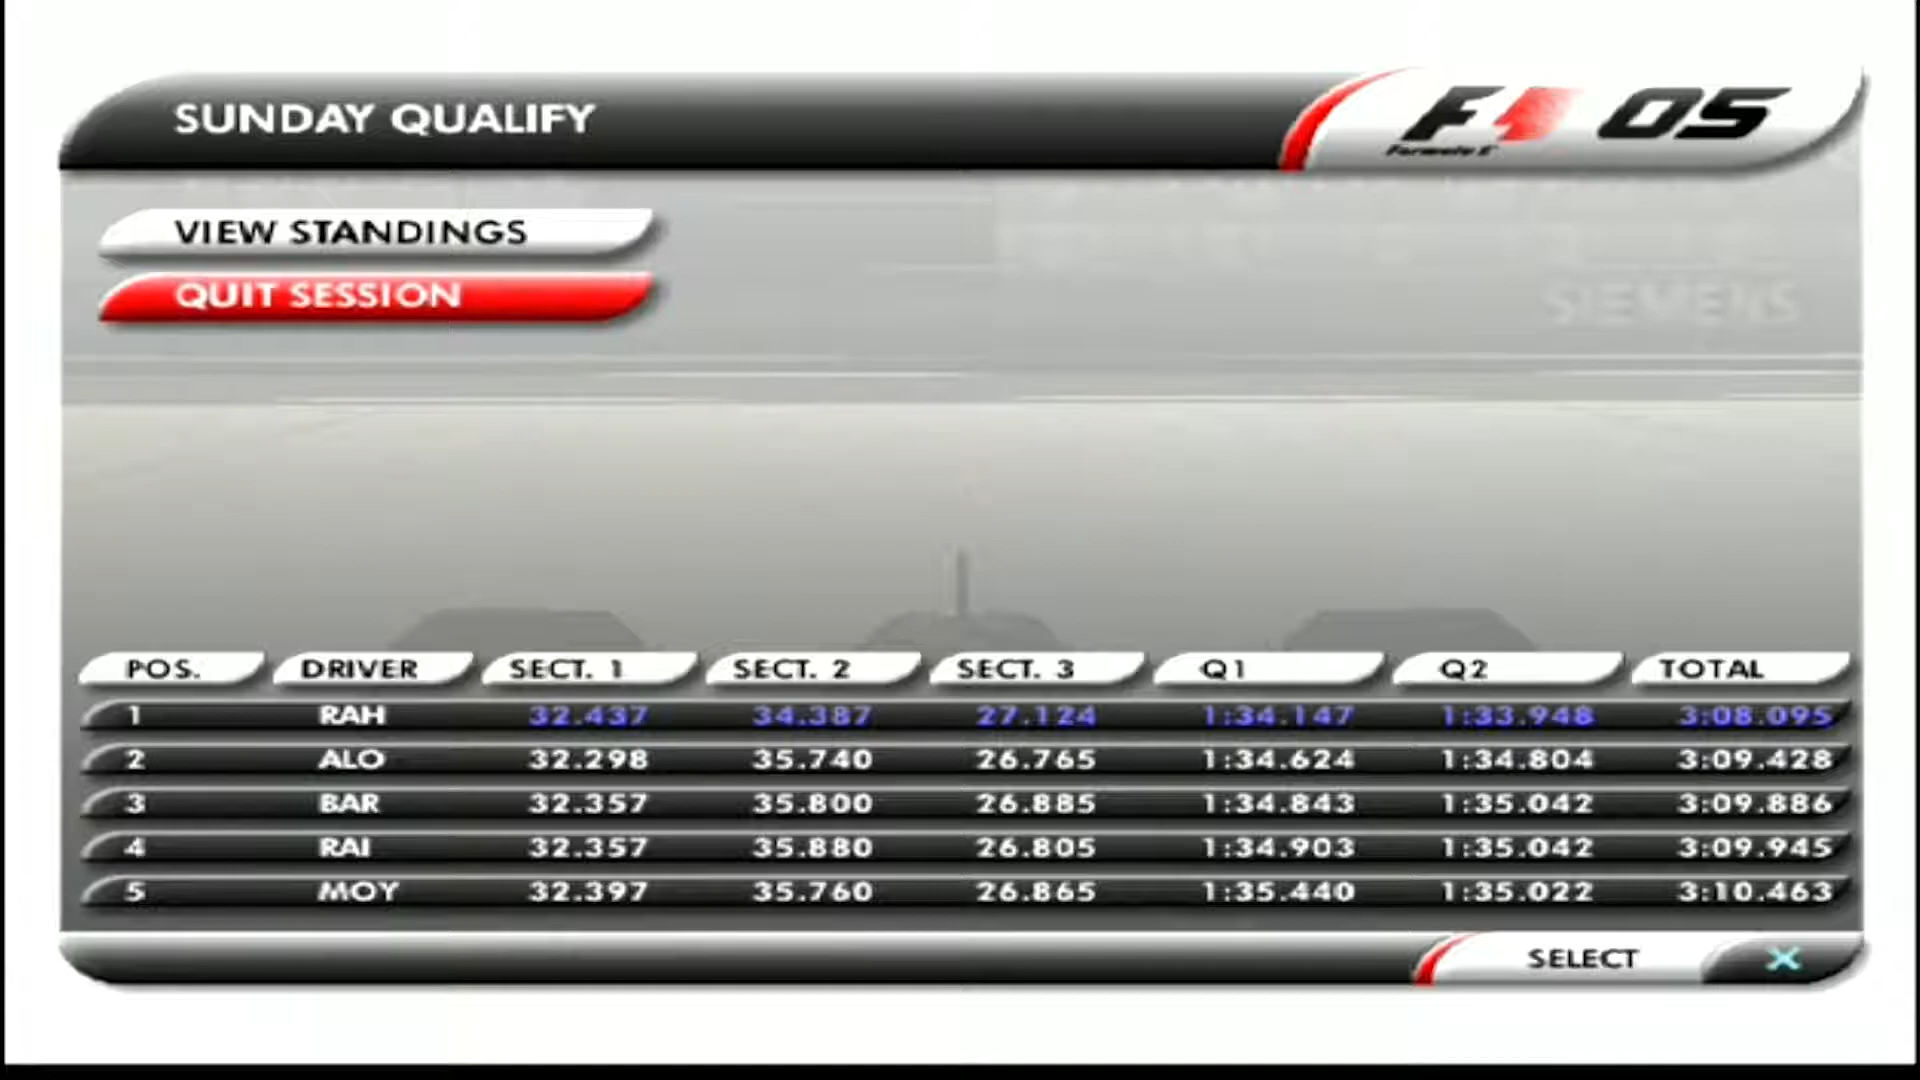 SUNDAY QUALIFY
F1 05
Formula 1
VIEW STANDINGS
QUIT SESSION
SIEMENS
POS. DRIVER SECT. 1 SECT. 2 SECT. 3 Q1 Q2 TOTAL
1 RAH 32.437 34.387 27.124 1:34.147 1:33.948 3:08.095
2 ALO 32.298 35.740 26.765 1:34.624 1:34.804 3:09.428
3 BAR 32.357 35.800 26.885 1:34.843 1:35.042 3:09.886
4 RAI 32.357 35.880 26.805 1:34.903 1:35.042 3:09.945
5 MOY 32.397 35.760 26.865 1:35.440 1:35.022 3:10.463
SELECT X